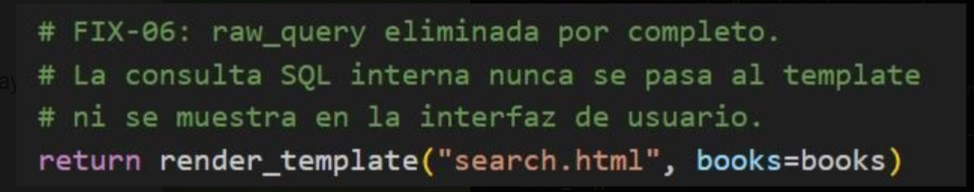 # FIX-06: raw_query eliminada por completo.
# La consulta SQL interna nunca se pasa al template
# ni se muestra en la interfaz de usuario.
return render_template("search.html", books=books)